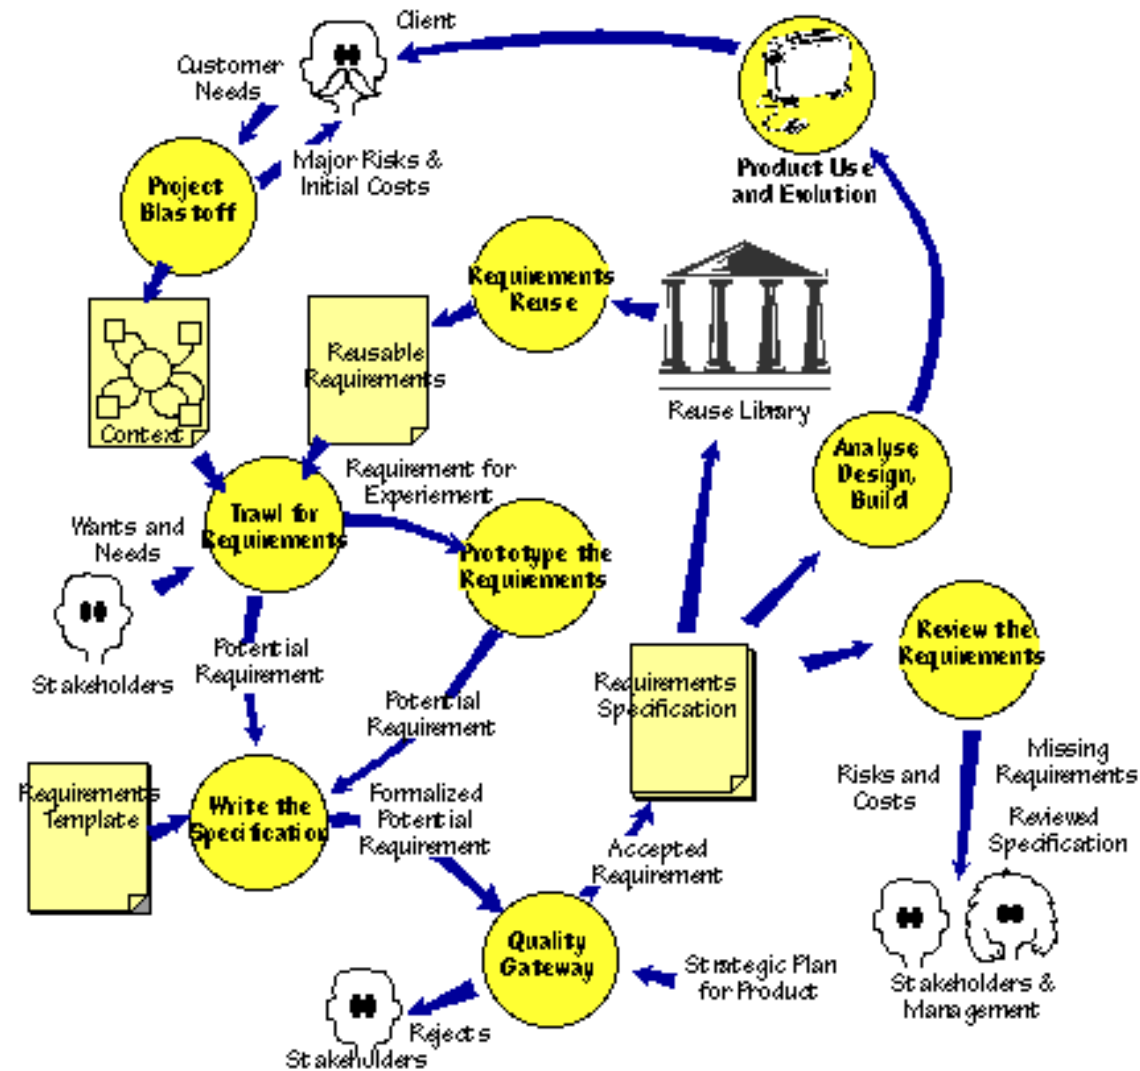 Client
Customer
Needs
Major Risks &
Initial Costs
Project
Blastoff
Product Use
and Evolution
Requirements
Reuse
Reusable
Requirements
Reuse Library
Context
Analyse
Design,
Build
Requirement for
Experiement
Trawl for
Requirements
Wants and
Needs
Stakeholders
Prototype the
Requirements
Potential
Requirement
Potential
Requirement
Requirements
Specification
Review the
Requirements
Requirements
Template
Write the
Specification
Formalized
Potential
Requirement
Accepted
Requirement
Risks and
Costs
Missing
Requirements
Reviewed
Specification
Quality
Gateway
Strategic Plan
for Product
Rejects
Stakeholders
Stakeholders &
Management